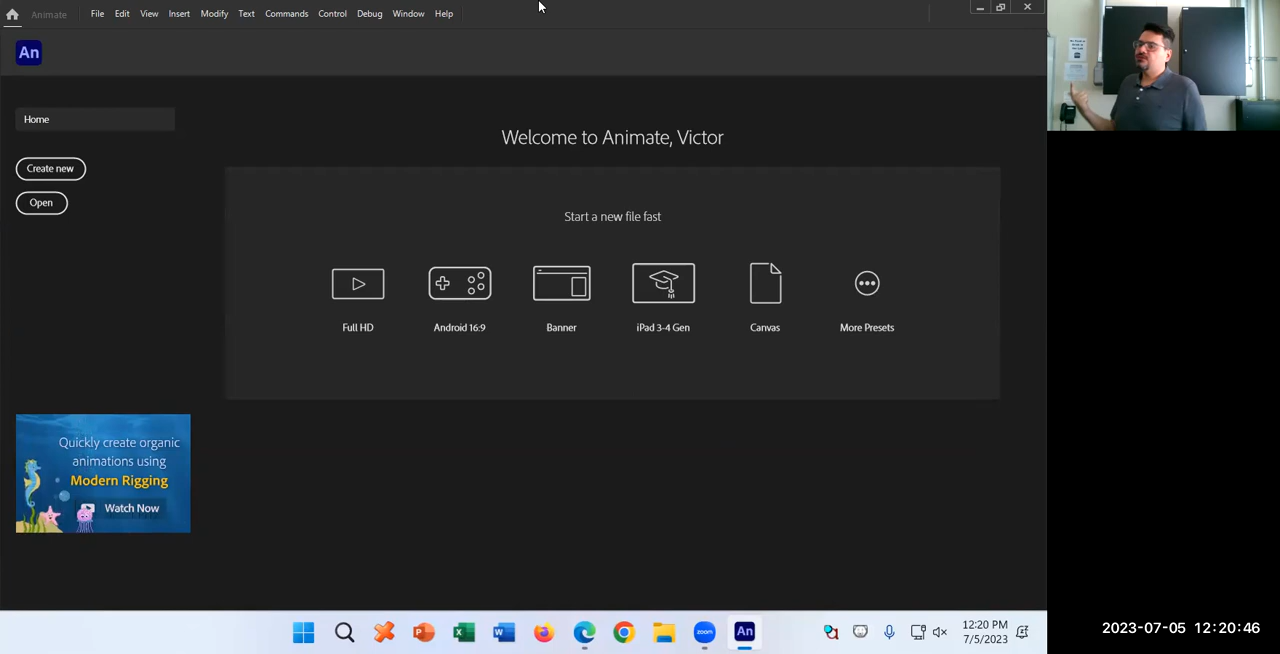 Animate
File Edit View Insert Modify Text Commands Control Debug Window Help
An
Home
Create new
Open
Welcome to Animate, Victor
Start a new file fast
Full HD
Android 16:9
Banner
iPad 3-4 Gen
Canvas
More Presets
Quickly create organic
animations using
Modern Rigging
Watch Now
P
X
W
zoom
An
12:20 PM
7/5/2023
2023-07-05 12:20:46